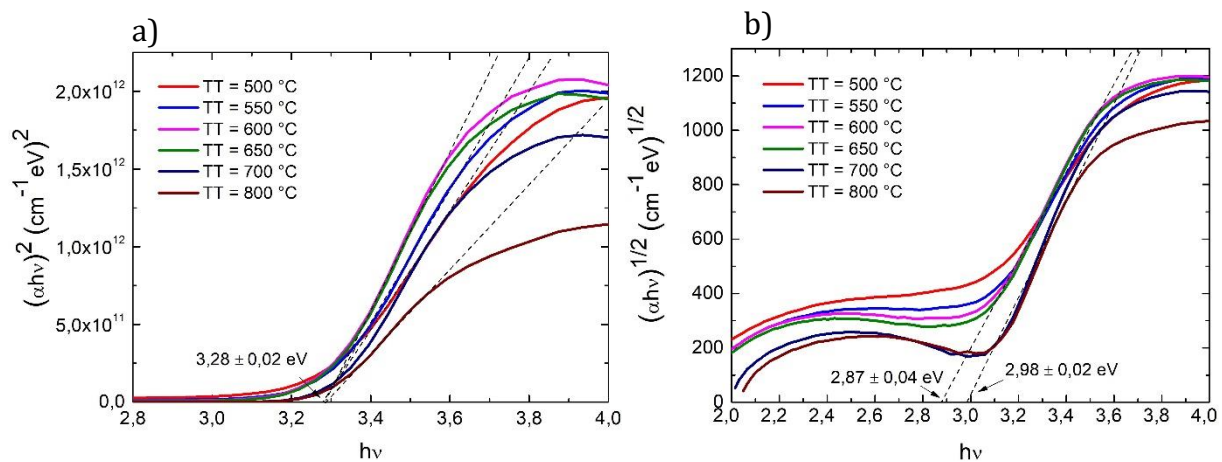 a)
(αhν)² (cm⁻¹ eV)²
2,0x10¹²
1,5x10¹²
1,0x10¹²
5,0x10¹¹
0,0
TT = 500 °C
TT = 550 °C
TT = 600 °C
TT = 650 °C
TT = 700 °C
TT = 800 °C
3,28 ± 0,02 eV
2,8 3,0 3,2 3,4 3,6 3,8 4,0
hν
b)
(αhν)¹/² (cm⁻¹ eV)¹/²
1200
1000
800
600
400
200
0
TT = 500 °C
TT = 550 °C
TT = 600 °C
TT = 650 °C
TT = 700 °C
TT = 800 °C
2,87 ± 0,04 eV
2,98 ± 0,02 eV
2,0 2,2 2,4 2,6 2,8 3,0 3,2 3,4 3,6 3,8 4,0
hν